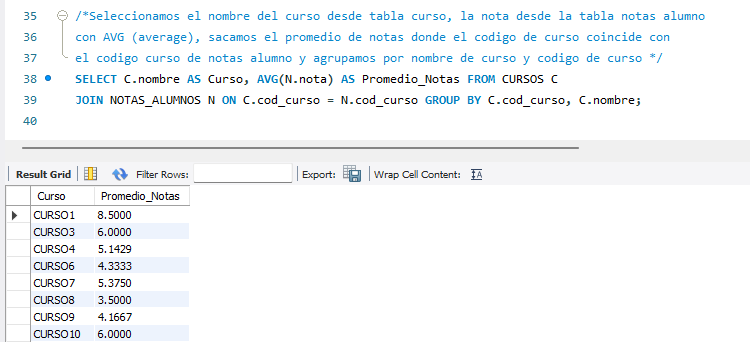 35 /*Seleccionamos el nombre del curso desde tabla curso, la nota desde la tabla notas alumno
36 con AVG (average), sacamos el promedio de notas donde el codigo de curso coincide con
37 el codigo curso de notas alumno y agrupamos por nombre de curso y codigo de curso */
38 SELECT C.nombre AS Curso, AVG(N.nota) AS Promedio_Notas FROM CURSOS C
39 JOIN NOTAS_ALUMNOS N ON C.cod_curso = N.cod_curso GROUP BY C.cod_curso, C.nombre;
40
Result Grid Filter Rows: Export: Wrap Cell Content:
Curso Promedio_Notas
CURSO1 8.5000
CURSO3 6.0000
CURSO4 5.1429
CURSO6 4.3333
CURSO7 5.3750
CURSO8 3.5000
CURSO9 4.1667
CURSO10 6.0000